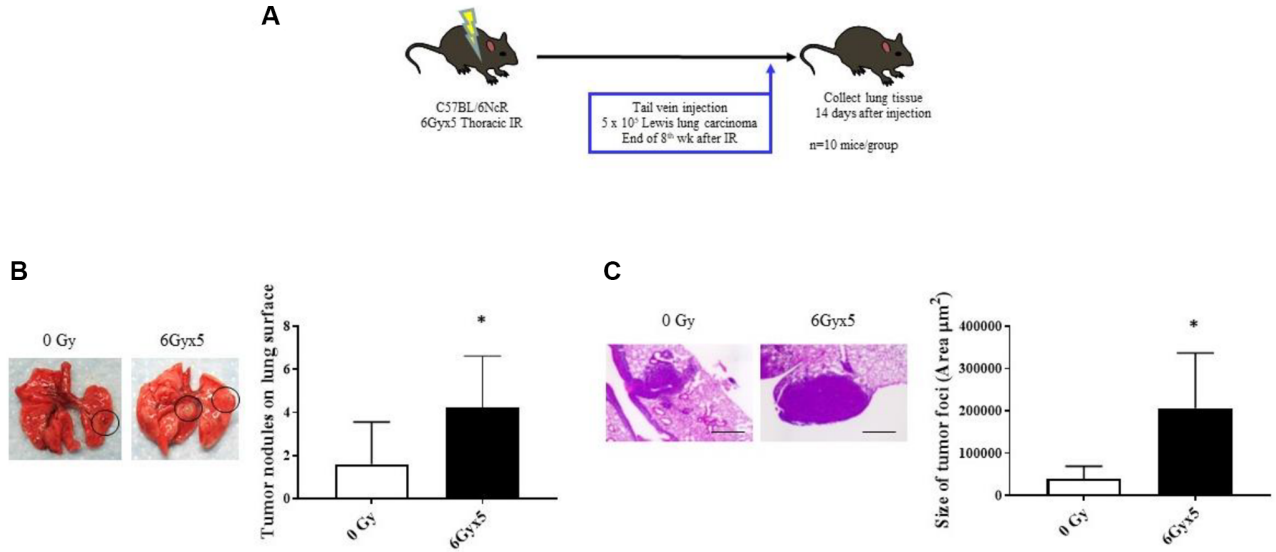 A
C57BL/6NcR
6Gyx5 Thoracic IR
Tail vein injection
5 x 10⁵ Lewis lung carcinoma
End of 8ᵗʰ wk after IR
Collect lung tissue
14 days after injection
n=10 mice/group
B
0 Gy
6Gyx5
Tumor nodules on lung surface
8
6
4
2
0
*
0 Gy
6Gyx5
C
0 Gy
6Gyx5
Size of tumor foci (Area µm²)
400000
300000
200000
100000
0
*
0 Gy
6Gyx5